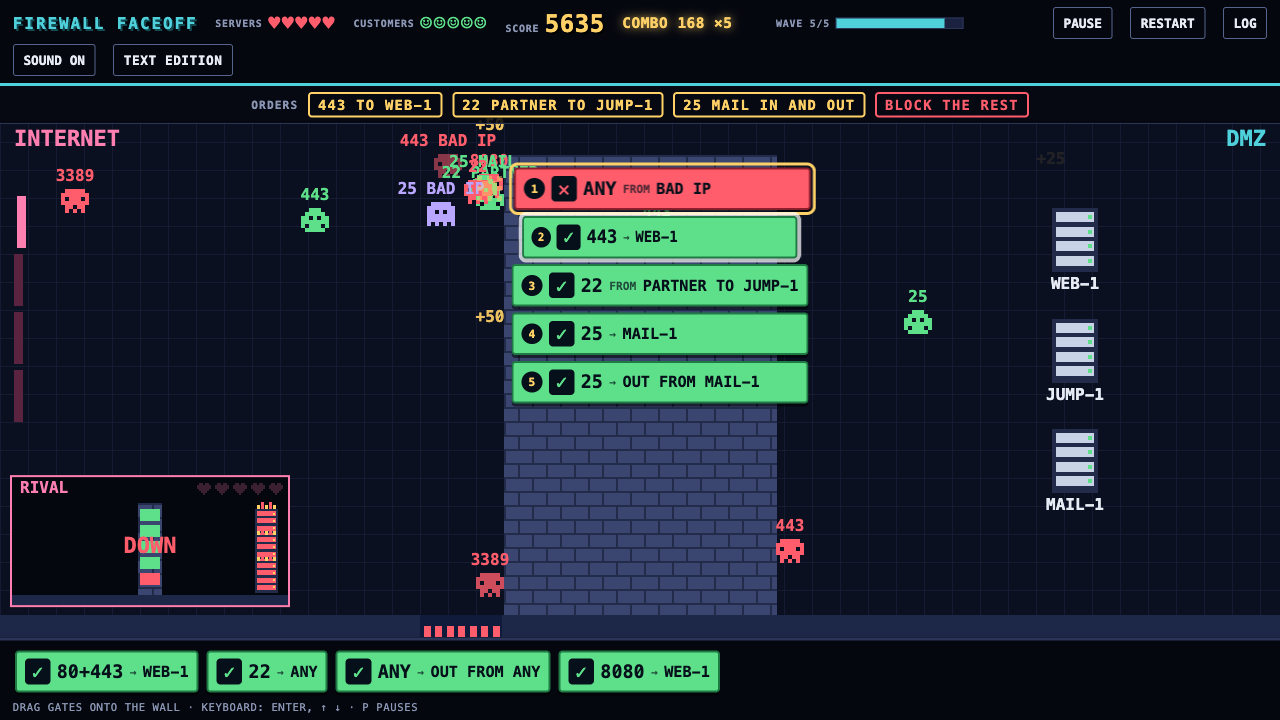 FIREWALL FACEOFF
SERVERS
CUSTOMERS
SCORE 5635
COMBO 168 ×5
WAVE 5/5
PAUSE
RESTART
LOG
SOUND ON
TEXT EDITION
ORDERS
443 TO WEB-1
22 PARTNER TO JUMP-1
25 MAIL IN AND OUT
BLOCK THE REST
INTERNET
DMZ
+50
443 BAD IP
+25
3389
443
25 BAD IP
1 ✕ ANY FROM BAD IP
2 ✓ 443 → WEB-1
3 ✓ 22 FROM PARTNER TO JUMP-1
4 ✓ 25 → MAIL-1
5 ✓ 25 → OUT FROM MAIL-1
+50
25
WEB-1
JUMP-1
MAIL-1
443
3389
RIVAL
DOWN
✓ 80+443 → WEB-1
✓ 22 → ANY
✓ ANY → OUT FROM ANY
✓ 8080 → WEB-1
DRAG GATES ONTO THE WALL · KEYBOARD: ENTER, ↑ ↓ · P PAUSES